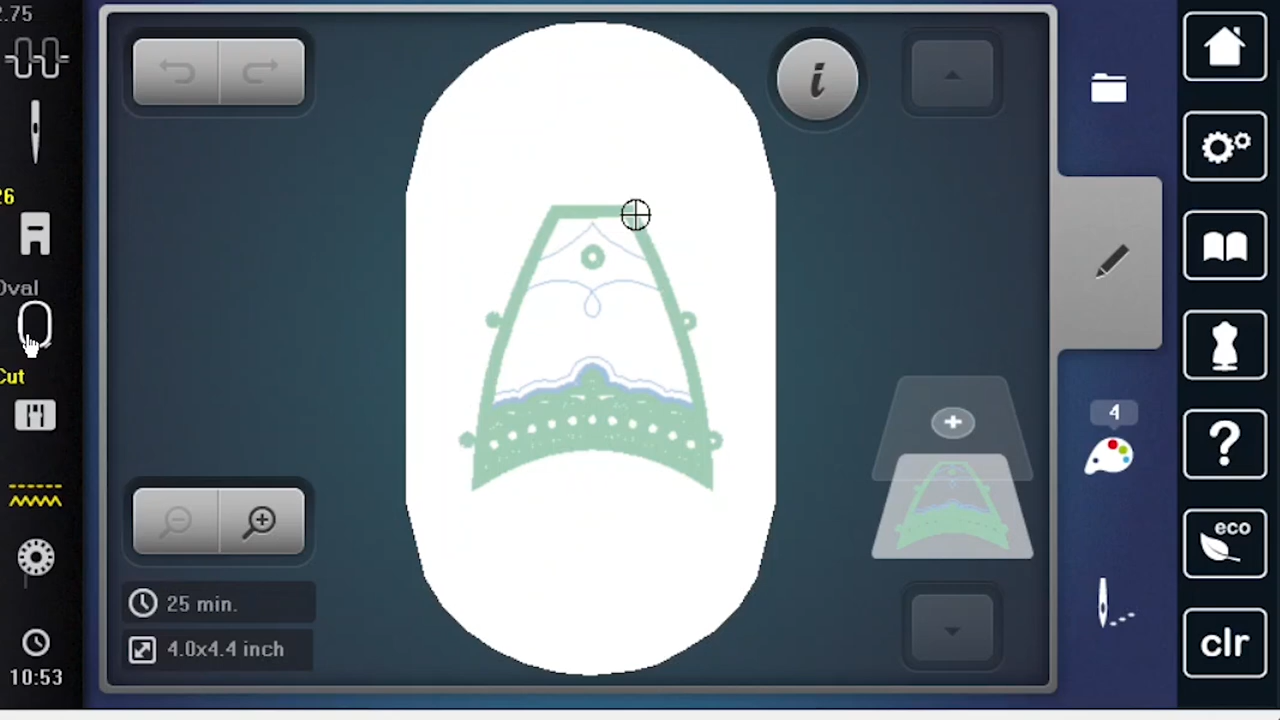 2.75
26
Oval
Cut
10:53
i
25 min.
4.0x4.4 inch
4
?
eco
clr